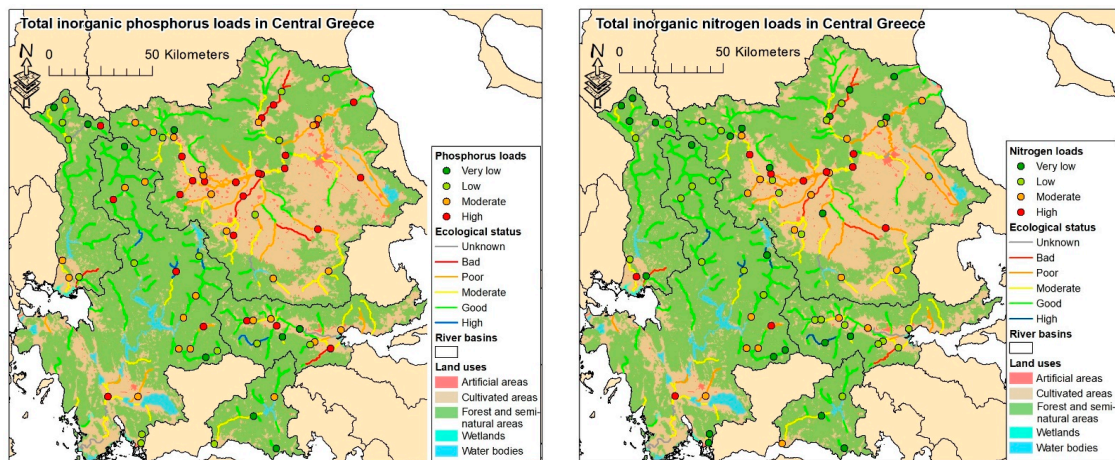 Total inorganic phosphorus loads in Central Greece
N
0
50 Kilometers
Phosphorus loads
Very low
Low
Moderate
High
Ecological status
Unknown
Bad
Poor
Moderate
Good
High
River basins
Land uses
Artificial areas
Cultivated areas
Forest and semi-
natural areas
Wetlands
Water bodies
Total inorganic nitrogen loads in Central Greece
N
0
50 Kilometers
Nitrogen loads
Very low
Low
Moderate
High
Ecological status
Unknown
Bad
Poor
Moderate
Good
High
River basins
Land uses
Artificial areas
Cultivated areas
Forest and semi-
natural areas
Wetlands
Water bodies